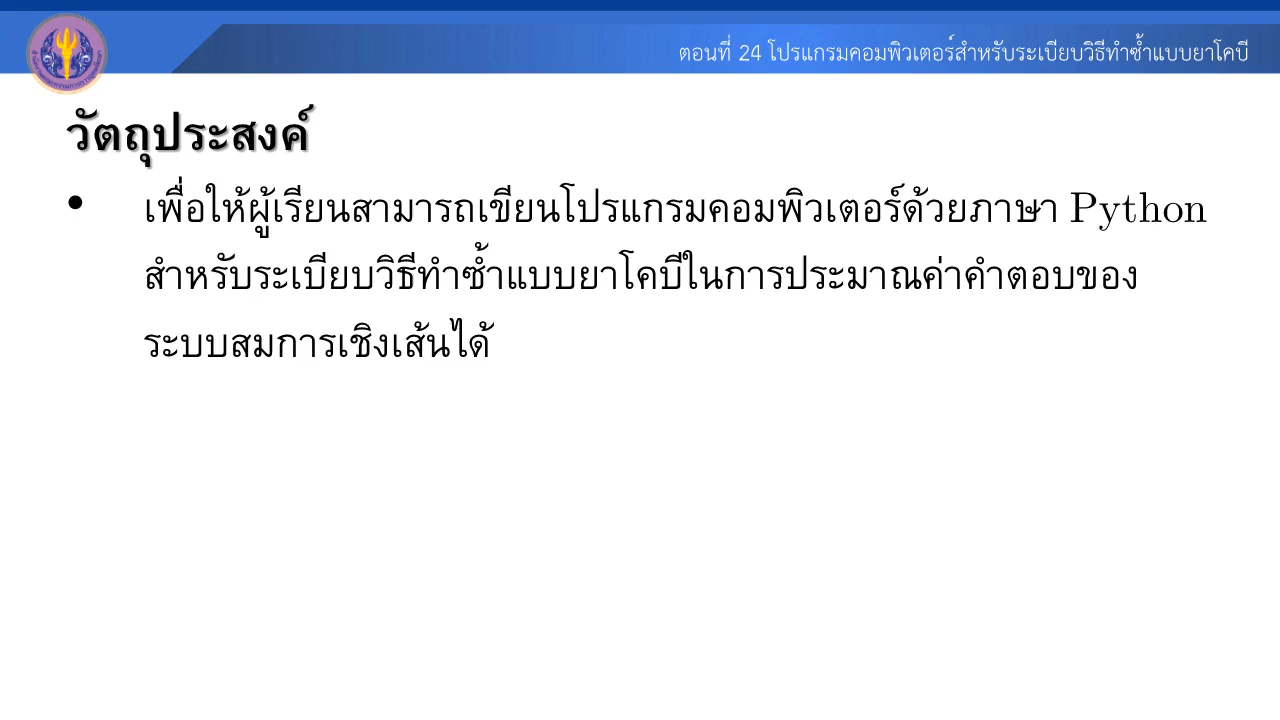 ตอนที่ 24 โปรแกรมคอมพิวเตอร์สำหรับระเบียบวิธีทำซ้ำแบบยาโคบี
วัตถุประสงค์
• เพื่อให้ผู้เรียนสามารถเขียนโปรแกรมคอมพิวเตอร์ด้วยภาษา Python
สำหรับระเบียบวิธีทำซ้ำแบบยาโคบีในการประมาณค่าคำตอบของ
ระบบสมการเชิงเส้นได้